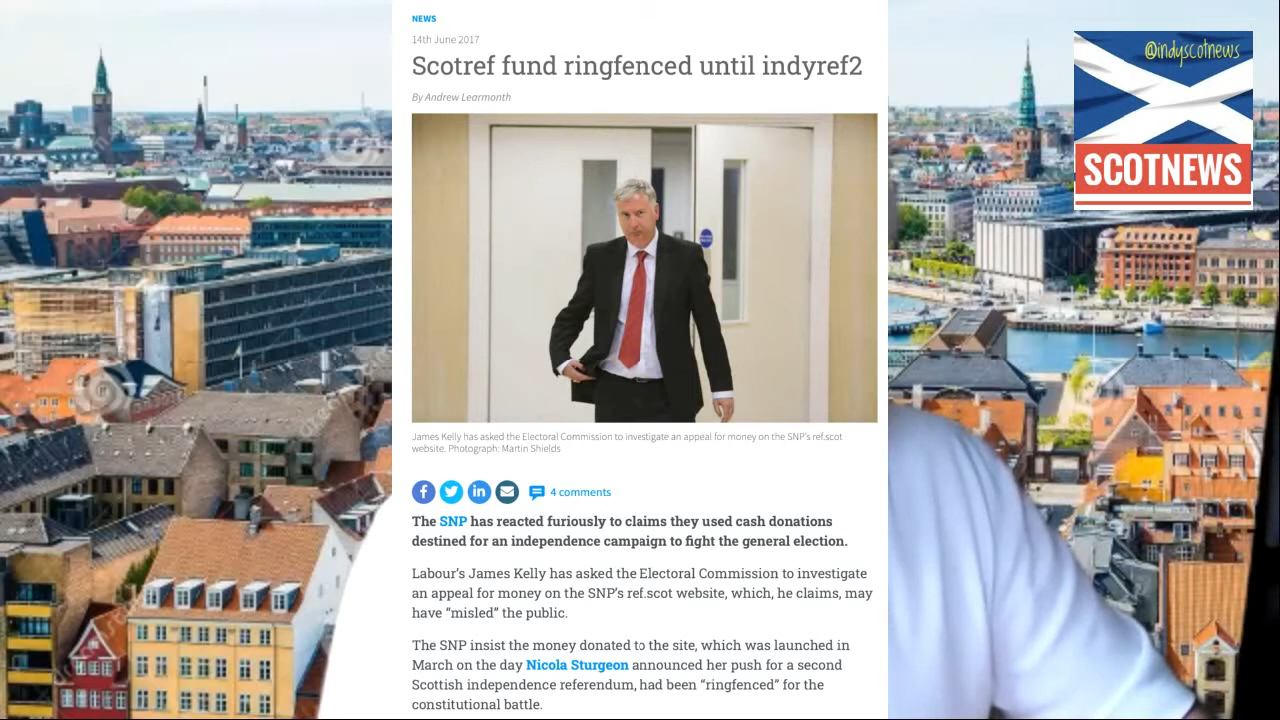 NEWS
14th June 2017
Scotref fund ringfenced until indyref2
By Andrew Learmonth
@indyscotnews
SCOTNEWS
James Kelly has asked the Electoral Commission to investigate an appeal for money on the SNP's ref.scot
website. Photograph: Martin Shields
4 comments
The SNP has reacted furiously to claims they used cash donations
destined for an independence campaign to fight the general election.
Labour's James Kelly has asked the Electoral Commission to investigate
an appeal for money on the SNP's ref.scot website, which, he claims, may
have “misled” the public.
The SNP insist the money donated to the site, which was launched in
March on the day Nicola Sturgeon announced her push for a second
Scottish independence referendum, had been “ringfenced” for the
constitutional battle.